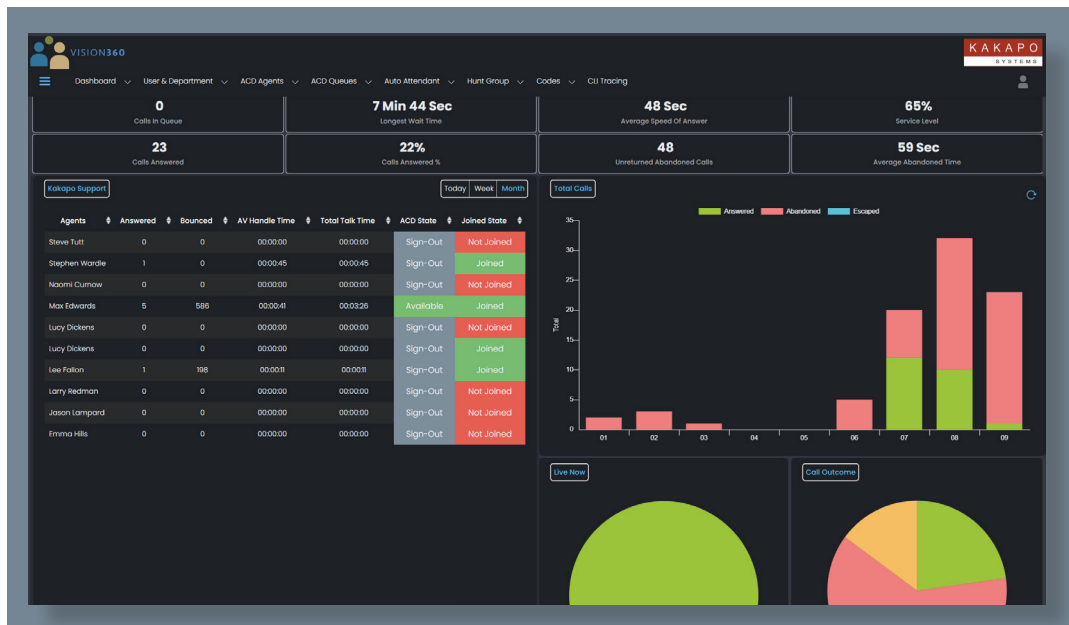 VISION360
KAKAPO
SYSTEMS
Dashboard User & Department ACD Agents ACD Queues Auto Attendant Hunt Group Codes CLI Tracing
0 7 Min 44 Sec 48 Sec 65%
Calls In Queue Longest Wait Time Average Speed Of Answer Service Level
23 22% 48 59 Sec
Calls Answered Calls Answered % Unreturned Abandoned Calls Average Abandoned Time
Kakapo Support Today Week Month
Agents Answered Bounced AV Handle Time Total Talk Time ACD State Joined State
Steve Tutt 0 0 00:00:00 00:00:00 Sign-Out Not Joined
Stephen Wardle 1 0 00:00:45 00:00:45 Sign-Out Joined
Naomi Curnow 0 0 00:00:00 00:00:00 Sign-Out Not Joined
Max Edwards 5 586 00:00:41 00:03:26 Available Joined
Lucy Dickens 0 0 00:00:00 00:00:00 Sign-Out Not Joined
Lucy Dickens 0 0 00:00:00 00:00:00 Sign-Out Joined
Lee Fallon 1 198 00:00:11 00:00:11 Sign-Out Joined
Larry Redman 0 0 00:00:00 00:00:00 Sign-Out Not Joined
Jason Lampard 0 0 00:00:00 00:00:00 Sign-Out Not Joined
Emma Hills 0 0 00:00:00 00:00:00 Sign-Out Not Joined
Total Calls
Answered Abandoned Escaped
35
30
25
20
Total
15
10
5
0
01 02 03 04 05 06 07 08 09
Live Now Call Outcome